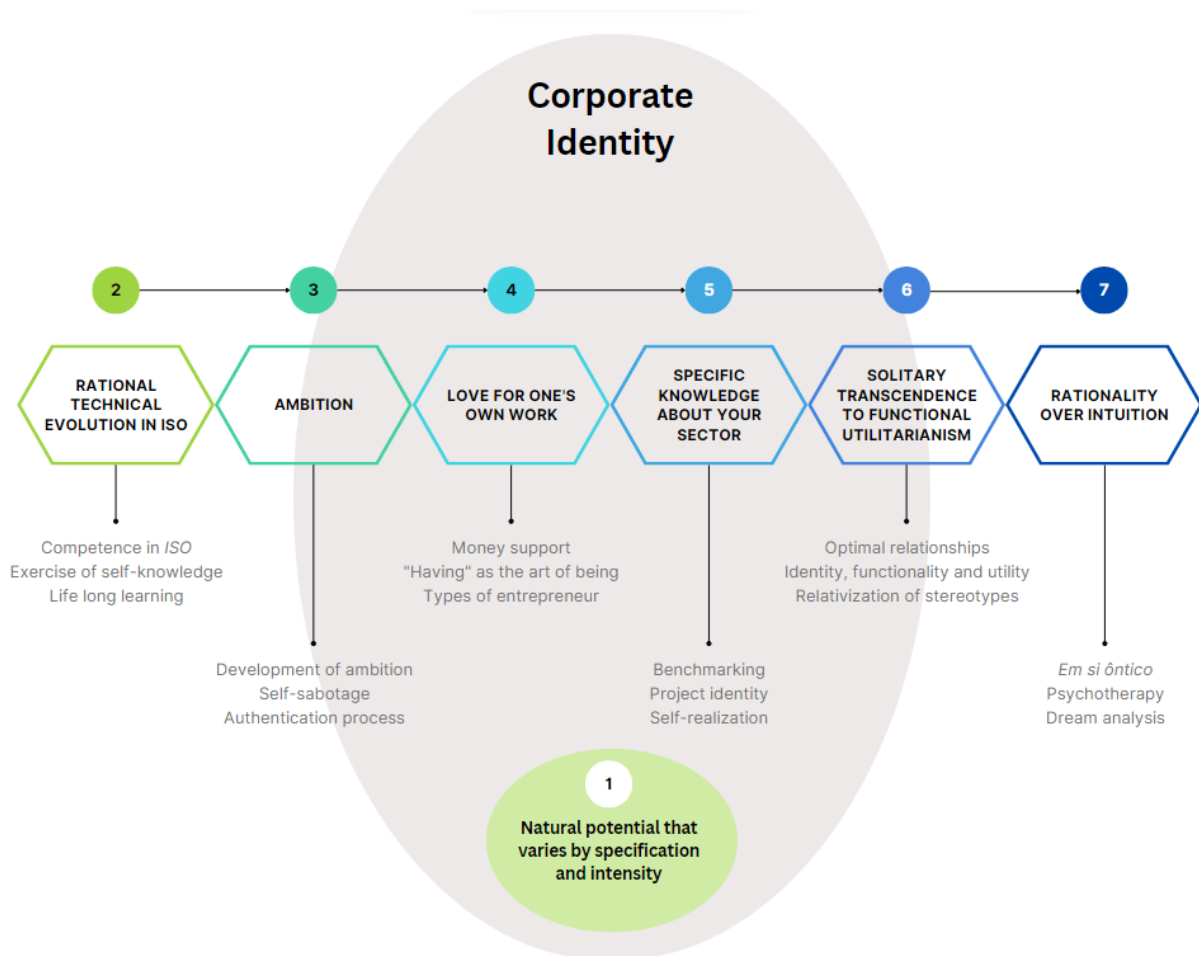 Corporate
Identity
2
3
4
5
6
7
RATIONAL
TECHNICAL
EVOLUTION IN ISO
AMBITION
LOVE FOR ONE'S
OWN WORK
SPECIFIC
KNOWLEDGE
ABOUT YOUR
SECTOR
SOLITARY
TRANSCENDENCE
TO FUNCTIONAL
UTILITARIANISM
RATIONALITY
OVER INTUITION
Competence in ISO
Exercise of self-knowledge
Life long learning
Development of ambition
Self-sabotage
Authentication process
Money support
"Having" as the art of being
Types of entrepreneur
Benchmarking
Project identity
Self-realization
Optimal relationships
Identity, functionality and utility
Relativization of stereotypes
Em si ôntico
Psychotherapy
Dream analysis
1
Natural potential that
varies by specification
and intensity